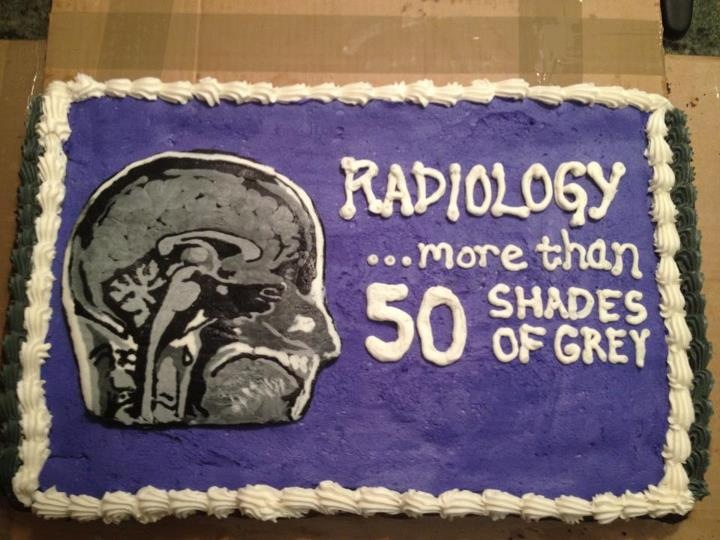 RADIOLOGY
...more than
50 SHADES
OF GREY